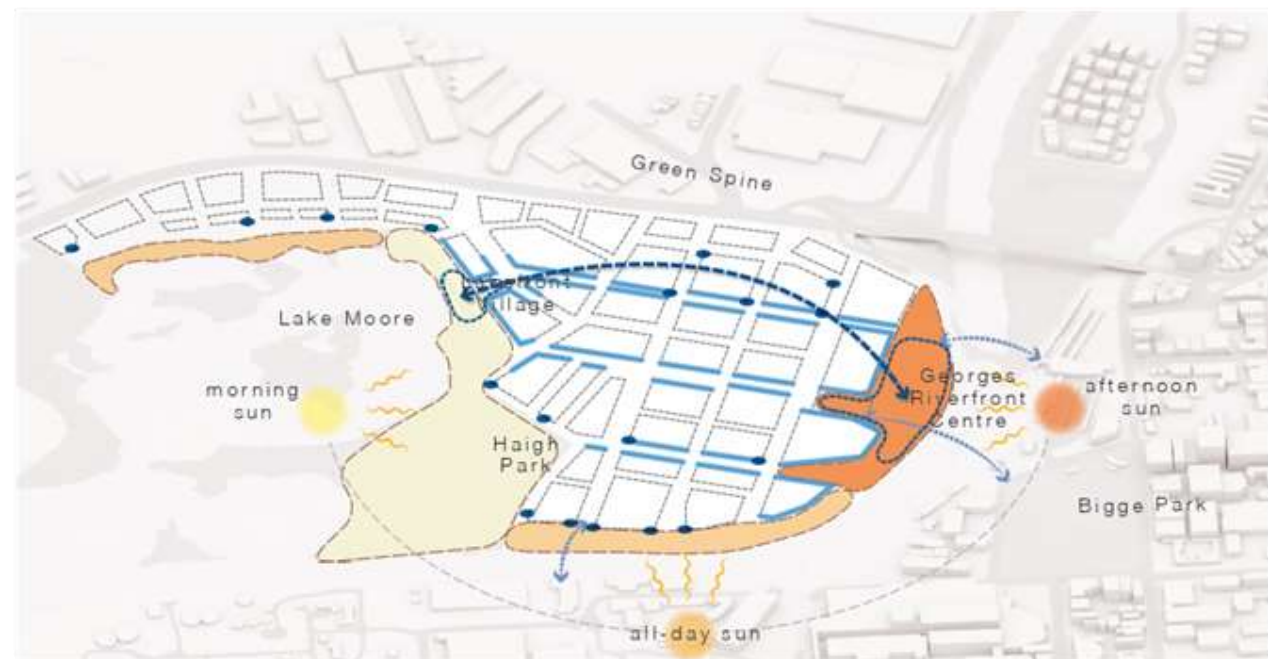 Green Spine
Village
Lake Moore
morning
sun
Georges
Riverfront
Centre
afternoon
sun
Haigh
Park
Bigge Park
all-day sun